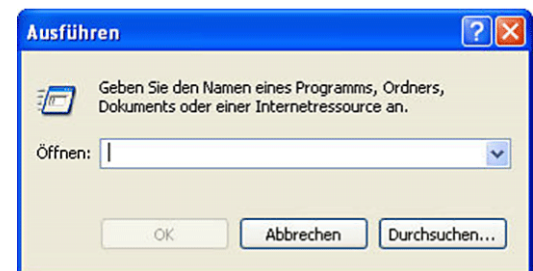 Ausführen
Geben Sie den Namen eines Programms, Ordners,
Dokuments oder einer Internetressource an.
Öffnen:
OK Abbrechen Durchsuchen...